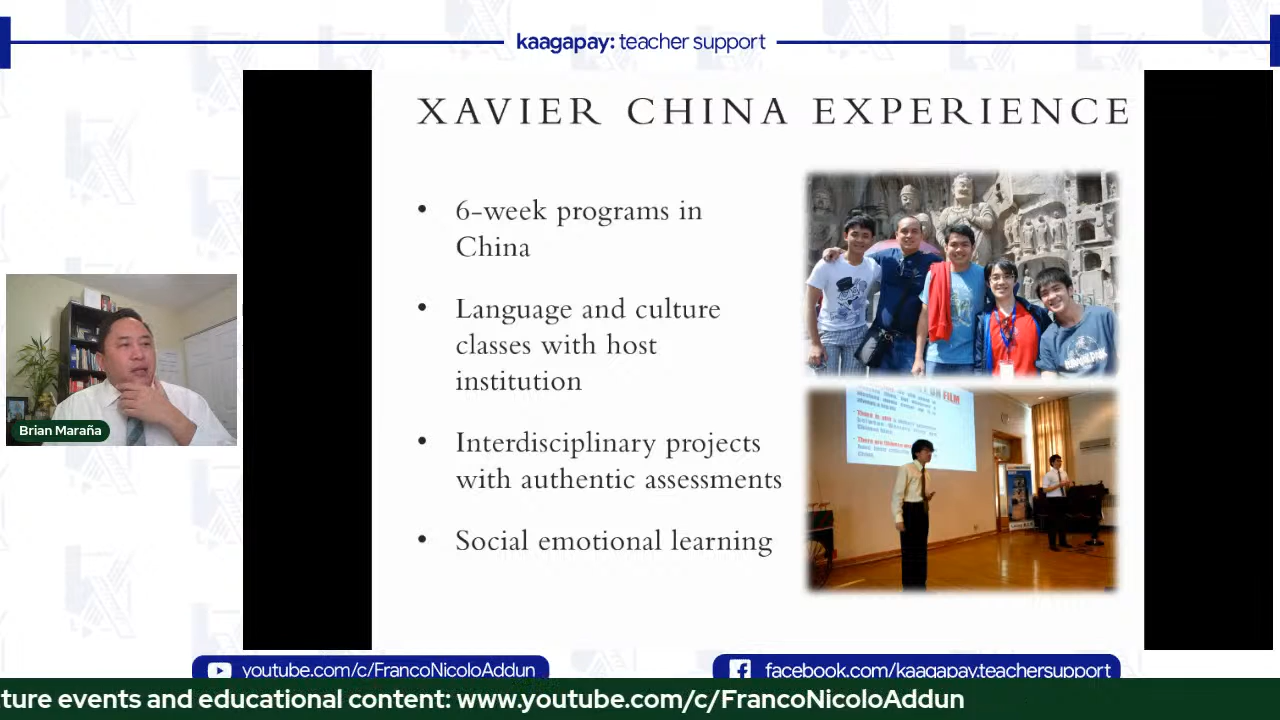 kaagapay: teacher support
XAVIER CHINA EXPERIENCE
• 6-week programs in
China
• Language and culture
classes with host
institution
• Interdisciplinary projects
with authentic assessments
• Social emotional learning
ON FILM
Brian Maraña
youtube.com/c/FrancoNicoloAddun
facebook.com/kaagapay.teachersupport
ture events and educational content: www.youtube.com/c/FrancoNicoloAddun